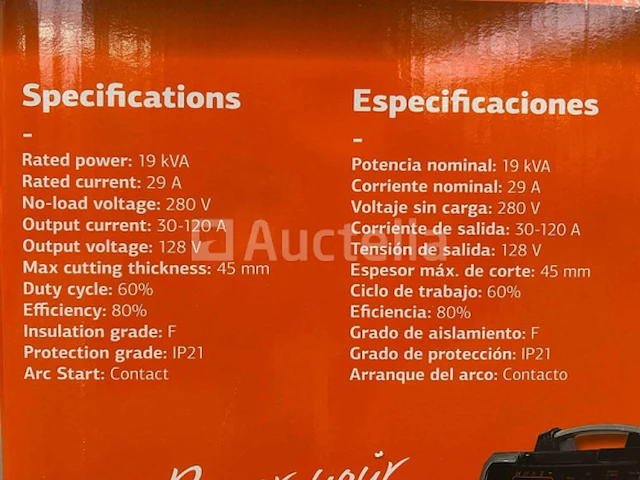 Specifications
-
Rated power: 19 kVA
Rated current: 29 A
No-load voltage: 280 V
Output current: 30-120 A
Output voltage: 128 V
Max cutting thickness: 45 mm
Duty cycle: 60%
Efficiency: 80%
Insulation grade: F
Protection grade: IP21
Arc Start: Contact
Especificaciones
-
Potencia nominal: 19 kVA
Corriente nominal: 29 A
Voltaje sin carga: 280 V
Corriente de salida: 30-120 A
Tensión de salida: 128 V
Espesor máx. de corte: 45 mm
Ciclo de trabajo: 60%
Eficiencia: 80%
Grado de aislamiento: F
Grado de protección: IP21
Arranque del arco: Contacto
Auctelia
your